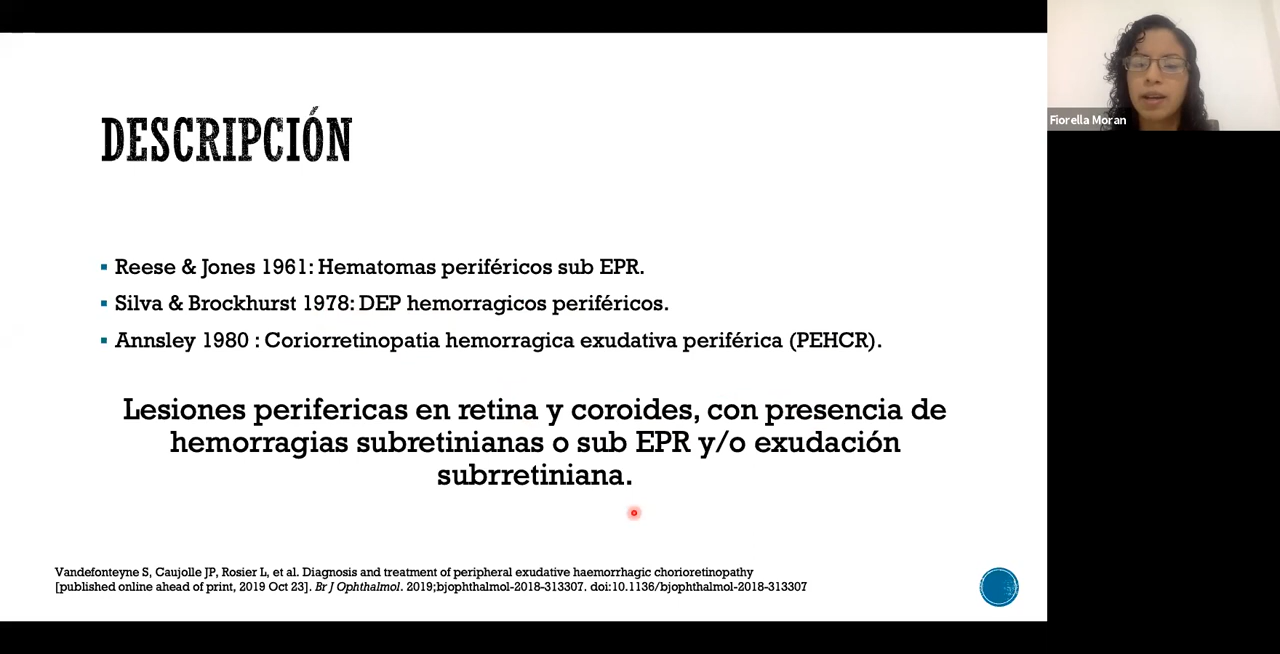 DESCRIPCIÓN
Reese & Jones 1961: Hematomas periféricos sub EPR.
Silva & Brockhurst 1978: DEP hemorragicos periféricos.
Annsley 1980 : Coriorretinopatia hemorragica exudativa periférica (PEHCR).
Lesiones perifericas en retina y coroides, con presencia de
hemorragias subretinianas o sub EPR y/o exudación
subrretiniana.
Vandefonteyne S, Caujolle JP, Rosier L, et al. Diagnosis and treatment of peripheral exudative haemorrhagic chorioretinopathy
[published online ahead of print, 2019 Oct 23]. Br J Ophthalmol. 2019;bjophthalmol-2018-313307. doi:10.1136/bjophthalmol-2018-313307
Fiorella Moran